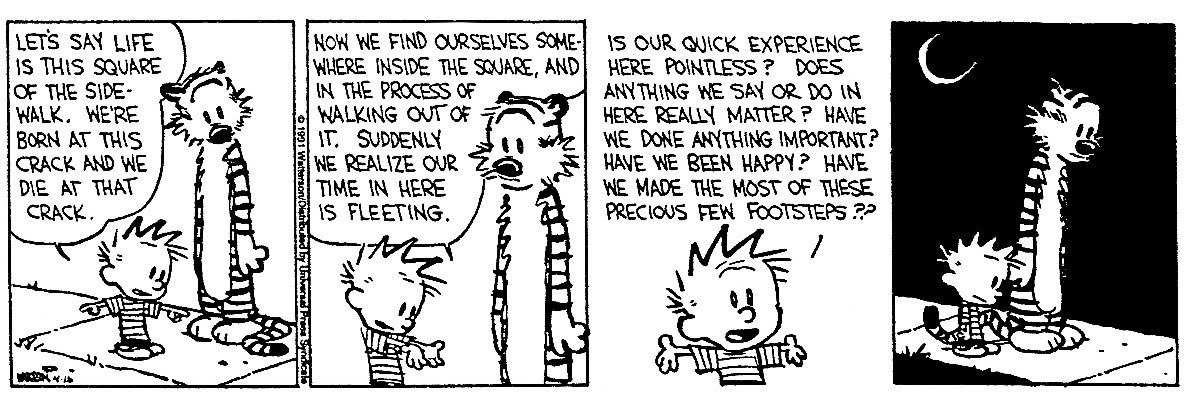 LET'S SAY LIFE
IS THIS SQUARE
OF THE SIDE-
WALK. WE'RE
BORN AT THIS
CRACK AND WE
DIE AT THAT
CRACK.
NOW WE FIND OURSELVES SOME-
WHERE INSIDE THE SQUARE, AND
IN THE PROCESS OF
WALKING OUT OF
IT. SUDDENLY
WE REALIZE OUR
TIME IN HERE
IS FLEETING.
IS OUR QUICK EXPERIENCE
HERE POINTLESS? DOES
ANYTHING WE SAY OR DO IN
HERE REALLY MATTER? HAVE
WE DONE ANYTHING IMPORTANT?
HAVE WE BEEN HAPPY? HAVE
WE MADE THE MOST OF THESE
PRECIOUS FEW FOOTSTEPS??
© 1991 Watterson/Distributed by Universal Press Syndicate